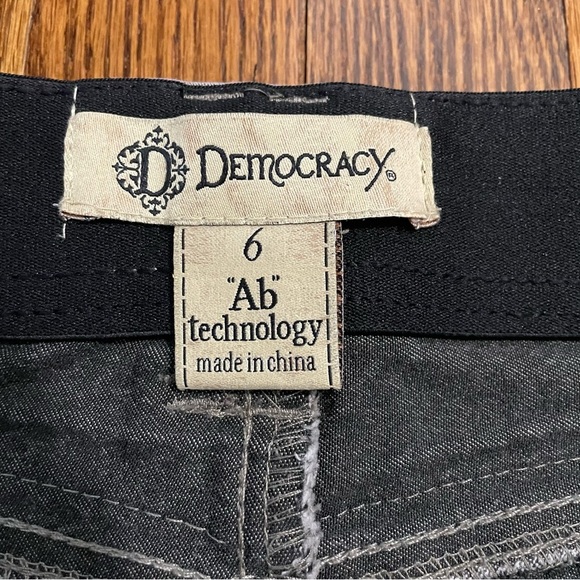 D DEMOCRACY®
6
"Ab"
technology
made in china